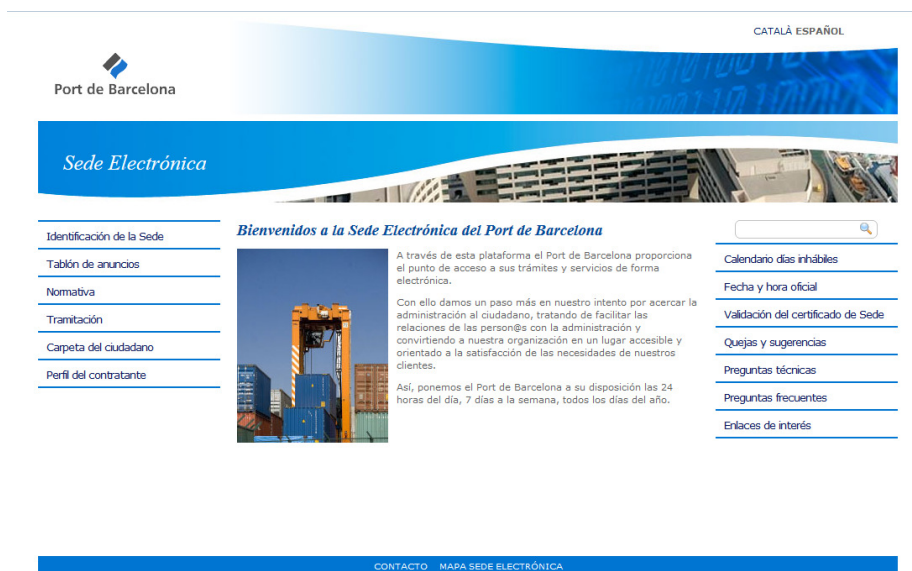 CATALÀ ESPAÑOL
Port de Barcelona
Sede Electrónica
Identificación de la Sede
Tablón de anuncios
Normativa
Tramitación
Carpeta del ciudadano
Perfil del contratante
Bienvenidos a la Sede Electrónica del Port de Barcelona
A través de esta plataforma el Port de Barcelona proporciona
el punto de acceso a sus trámites y servicios de forma
electrónica.
Con ello damos un paso más en nuestro intento por acercar la
administración al ciudadano, tratando de facilitar las
relaciones de las person@s con la administración y
convirtiendo a nuestra organización en un lugar accesible y
orientado a la satisfacción de las necesidades de nuestros
clientes.
Así, ponemos el Port de Barcelona a su disposición las 24
horas del día, 7 días a la semana, todos los días del año.
Calendario días inhábiles
Fecha y hora oficial
Validación del certificado de Sede
Quejas y sugerencias
Preguntas técnicas
Preguntas frecuentes
Enlaces de interés
CONTACTO MAPA SEDE ELECTRÓNICA